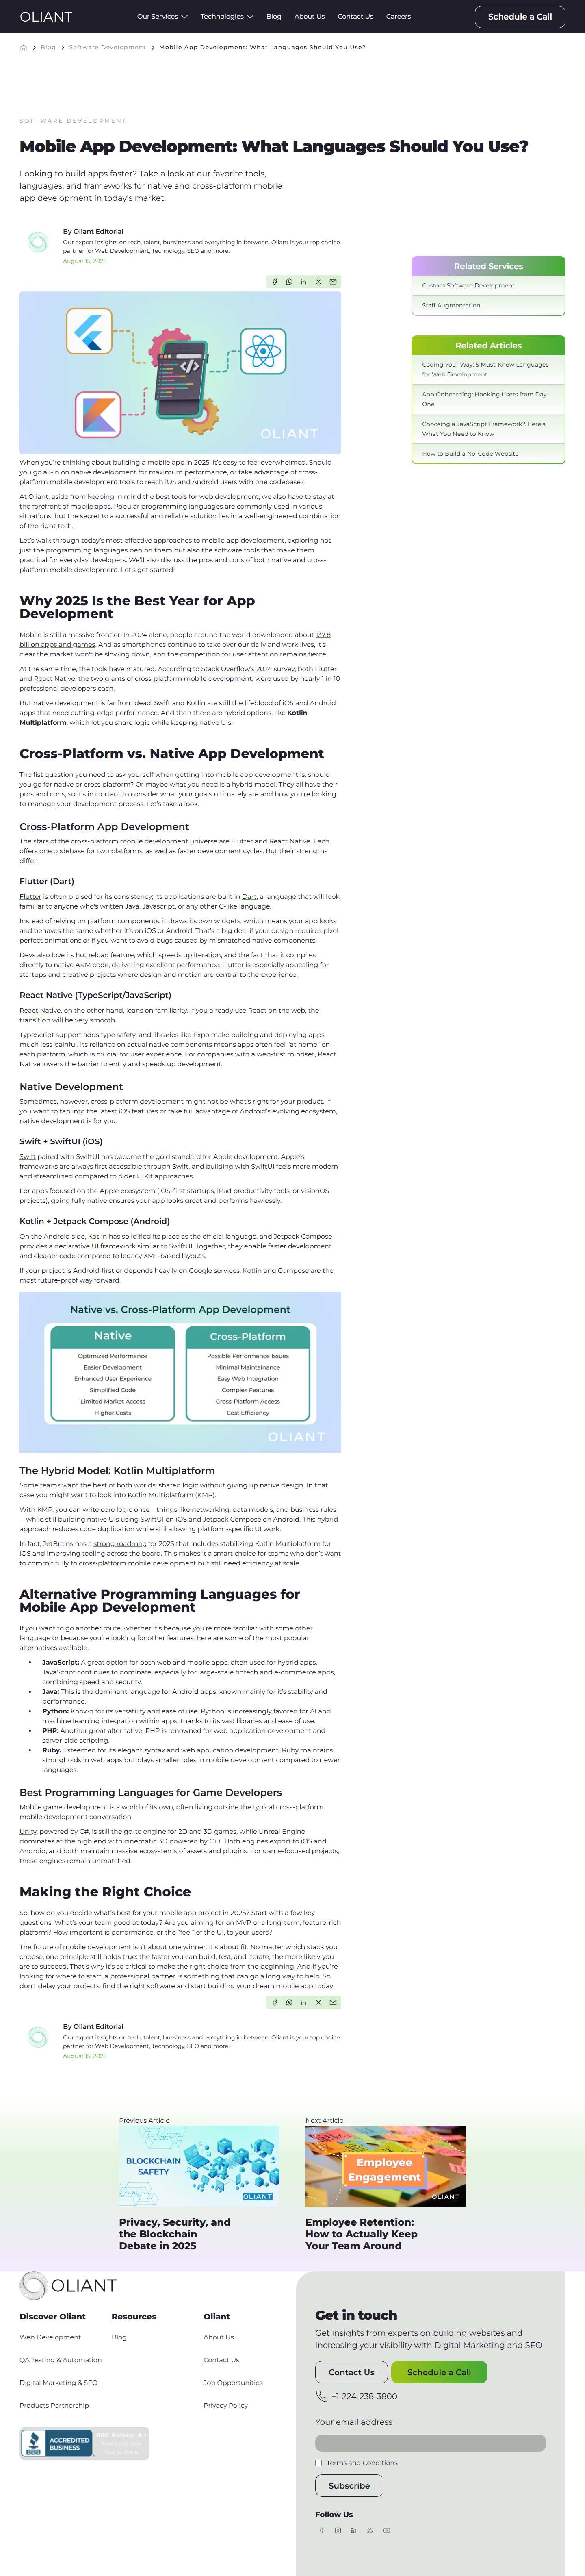 OLIANT
Our Services
Technologies
Blog
About Us
Contact Us
Careers
Schedule a Call
Blog
Software Development
Mobile App Development: What Languages Should You Use?
SOFTWARE DEVELOPMENT
Mobile App Development: What Languages Should You Use?
Looking to build apps faster? Take a look at our favorite tools,
languages, and frameworks for native and cross-platform mobile
app development in today's market.
By Oliant Editorial
Our expert insights on tech, talent, bussiness and everything in between. Oliant is your top choice
partner for Web Development, Technology, SEO and more.
August 15, 2025
Related Services
Custom Software Development
Staff Augmentation
Related Articles
Coding Your Way: 5 Must-Know Languages
for Web Development
App Onboarding: Hooking Users from Day
One
Choosing a JavaScript Framework? Here's
What You Need to Know
How to Build a No-Code Website
OLIANT
When you're thinking about building a mobile app in 2025, it's easy to feel overwhelmed. Should
you go all-in on native development for maximum performance, or take advantage of cross-
platform mobile development tools to reach iOS and Android users with one codebase?
At Oliant, aside from keeping in mind the best tools for web development, we also have to stay at
the forefront of mobile apps. Popular programming languages are commonly used in various
situations, but the secret to a successful and reliable solution lies in a well-engineered combination
of the right tech.
Let's walk through today's most effective approaches to mobile app development, exploring not
just the programming languages behind them but also the software tools that make them
practical for everyday developers. We'll also discuss the pros and cons of both native and cross-
platform mobile development. Let's get started!
Why 2025 Is the Best Year for App
Development
Mobile is still a massive frontier. In 2024 alone, people around the world downloaded about 137.8
billion apps and games. And as smartphones continue to take over our daily and work lives, it's
clear the market won't be slowing down, and the competition for user attention remains fierce.
At the same time, the tools have matured. According to Stack Overflow's 2024 survey, both Flutter
and React Native, the two giants of cross-platform mobile development, were used by nearly 1 in 10
professional developers each.
But native development is far from dead. Swift and Kotlin are still the lifeblood of iOS and Android
apps that need cutting-edge performance. And then there are hybrid options, like Kotlin
Multiplatform, which let you share logic while keeping native UIs.
Cross-Platform vs. Native App Development
The fist question you need to ask yourself when getting into mobile app development is, should
you go for native or cross platform? Or maybe what you need is a hybrid model. They all have their
pros and cons, so it's important to consider what your goals ultimately are and how you're looking
to manage your development process. Let's take a look.
Cross-Platform App Development
The stars of the cross-platform mobile development universe are Flutter and React Native. Each
offers one codebase for two platforms, as well as faster development cycles. But their strengths
differ.
Flutter (Dart)
Flutter is often praised for its consistency; its applications are built in Dart, a language that will look
familiar to anyone who's written Java, Javascript, or any other C-like language.
Instead of relying on platform components, it draws its own widgets, which means your app looks
and behaves the same whether it's on iOS or Android. That's a big deal if your design requires pixel-
perfect animations or if you want to avoid bugs caused by mismatched native components.
Devs also love its hot reload feature, which speeds up iteration, and the fact that it compiles
directly to native ARM code, delivering excellent performance. Flutter is especially appealing for
startups and creative projects where design and motion are central to the experience.
React Native (TypeScript/JavaScript)
React Native, on the other hand, leans on familiarity. If you already use React on the web, the
transition will be very smooth.
TypeScript support adds type safety, and libraries like Expo make building and deploying apps
much less painful. Its reliance on actual native components means apps often feel "at home" on
each platform, which is crucial for user experience. For companies with a web-first mindset, React
Native lowers the barrier to entry and speeds up development.
Native Development
Sometimes, however, cross-platform development might not be what's right for your product. If
you want to tap into the latest iOS features or take full advantage of Android's evolving ecosystem,
native development is for you.
Swift + SwiftUI (iOS)
Swift paired with SwiftUI has become the gold standard for Apple development. Apple's
frameworks are always first accessible through Swift, and building with SwiftUI feels more modern
and streamlined compared to older UIKit approaches.
For apps focused on the Apple ecosystem (iOS-first startups, iPad productivity tools, or visionOS
projects), going fully native ensures your app looks great and performs flawlessly.
Kotlin + Jetpack Compose (Android)
On the Android side, Kotlin has solidified its place as the official language, and Jetpack Compose
provides a declarative UI framework similar to SwiftUI. Together, they enable faster development
and cleaner code compared to legacy XML-based layouts.
If your project is Android-first or depends heavily on Google services, Kotlin and Compose are the
most future-proof way forward.
Native vs. Cross-Platform App Development
Native
Optimized Performance
Easier Development
Enhanced User Experience
Simplified Code
Limited Market Access
Higher Costs
Cross-Platform
Possible Performance Issues
Minimal Maintainance
Easy Web Integration
Complex Features
Cross-Platform Access
Cost Efficiency
OLIANT
The Hybrid Model: Kotlin Multiplatform
Some teams want the best of both worlds: shared logic without giving up native design. In that
case you might want to look into Kotlin Multiplatform (KMP).
With KMP, you can write core logic once—things like networking, data models, and business rules
—while still building native UIs using SwiftUI on iOS and Jetpack Compose on Android. This hybrid
approach reduces code duplication while still allowing platform-specific UI work.
In fact, JetBrains has a strong roadmap for 2025 that includes stabilizing Kotlin Multiplatform for
iOS and improving tooling across the board. This makes it a smart choice for teams who don't want
to commit fully to cross-platform mobile development but still need efficiency at scale.
Alternative Programming Languages for
Mobile App Development
If you want to go another route, whether it's because you're more familiar with some other
language or because you're looking for other features, here are some of the most popular
alternatives available.
• JavaScript: A great option for both web and mobile apps, often used for hybrid apps.
JavaScript continues to dominate, especially for large-scale fintech and e-commerce apps,
combining speed and security.
• Java: This is the dominant language for Android apps, known mainly for it's stability and
performance.
• Python: Known for its versatility and ease of use. Python is increasingly favored for AI and
machine learning integration within apps, thanks to its vast libraries and ease of use.
• PHP: Another great alternative, PHP is renowned for web application development and
server-side scripting.
• Ruby. Esteemed for its elegant syntax and web application development. Ruby maintains
strongholds in web apps but plays smaller roles in mobile development compared to newer
languages.
Best Programming Languages for Game Developers
Mobile game development is a world of its own, often living outside the typical cross-platform
mobile development conversation.
Unity, powered by C#, is still the go-to engine for 2D and 3D games, while Unreal Engine
dominates at the high end with cinematic 3D powered by C++. Both engines export to iOS and
Android, and both maintain massive ecosystems of assets and plugins. For game-focused projects,
these engines remain unmatched.
Making the Right Choice
So, how do you decide what's best for your mobile app project in 2025? Start with a few key
questions. What's your team good at today? Are you aiming for an MVP or a long-term, feature-rich
platform? How important is performance, or the "feel" of the UI, to your users?
The future of mobile development isn't about one winner. It's about fit. No matter which stack you
choose, one principle still holds true: the faster you can build, test, and iterate, the more likely you
are to succeed. That's why it's so critical to make the right choice from the beginning. And if you're
looking for where to start, a professional partner is something that can go a long way to help. So,
don't delay your projects; find the right software and start building your dream mobile app today!
By Oliant Editorial
Our expert insights on tech, talent, bussiness and everything in between. Oliant is your top choice
partner for Web Development, Technology, SEO and more.
August 15, 2025
Previous Article
BLOCKCHAIN
SAFETY
OLIANT
Privacy, Security, and
the Blockchain
Debate in 2025
Next Article
Employee
Engagement
OLIANT
Employee Retention:
How to Actually Keep
Your Team Around
OLIANT
Discover Oliant
Web Development
QA Testing & Automation
Digital Marketing & SEO
Products Partnership
Resources
Blog
Oliant
About Us
Contact Us
Job Opportunities
Privacy Policy
BBB
ACCREDITED
BUSINESS
BBB Rating: A+
Get in touch
Get insights from experts on building websites and
increasing your visibility with Digital Marketing and SEO
Contact Us
Schedule a Call
+1-224-238-3800
Your email address
Terms and Conditions
Subscribe
Follow Us